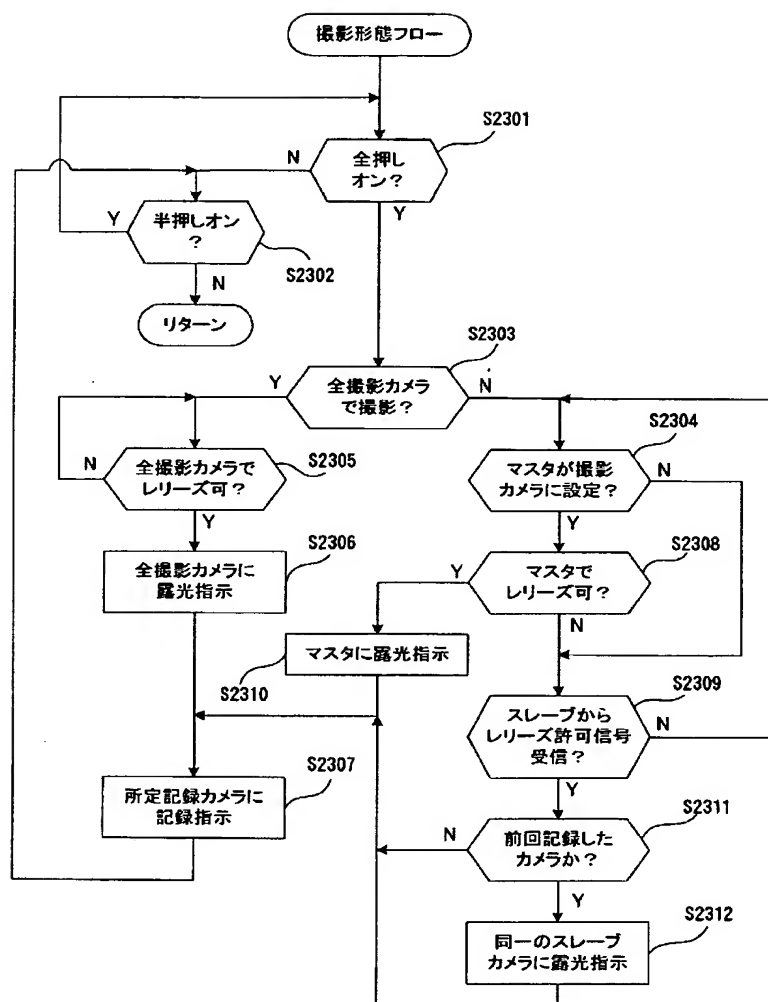 撮影形態フロー
S2301
全押し
オン？
N
Y
半押しオン
？
Y
S2302
N
リターン
S2303
全撮影カメラ
で撮影？
Y
N
S2304
マスタが撮影
カメラに設定？
N
Y
S2305
全撮影カメラで
レリーズ可？
N
Y
S2308
マスタで
レリーズ可？
Y
N
S2306
全撮影カメラに
露光指示
マスタに露光指示
S2310
S2309
スレーブから
レリーズ許可信号
受信？
N
Y
S2307
所定記録カメラに
記録指示
S2311
前回記録した
カメラか？
N
Y
S2312
同一のスレーブ
カメラに露光指示